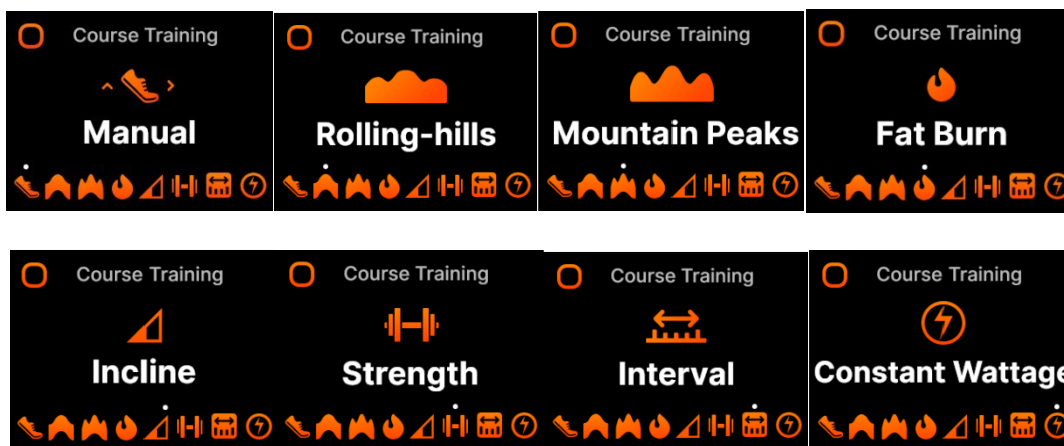 Course Training
Manual
Course Training
Rolling-hills
Course Training
Mountain Peaks
Course Training
Fat Burn
Course Training
Incline
Course Training
Strength
Course Training
Interval
Course Training
Constant Wattage